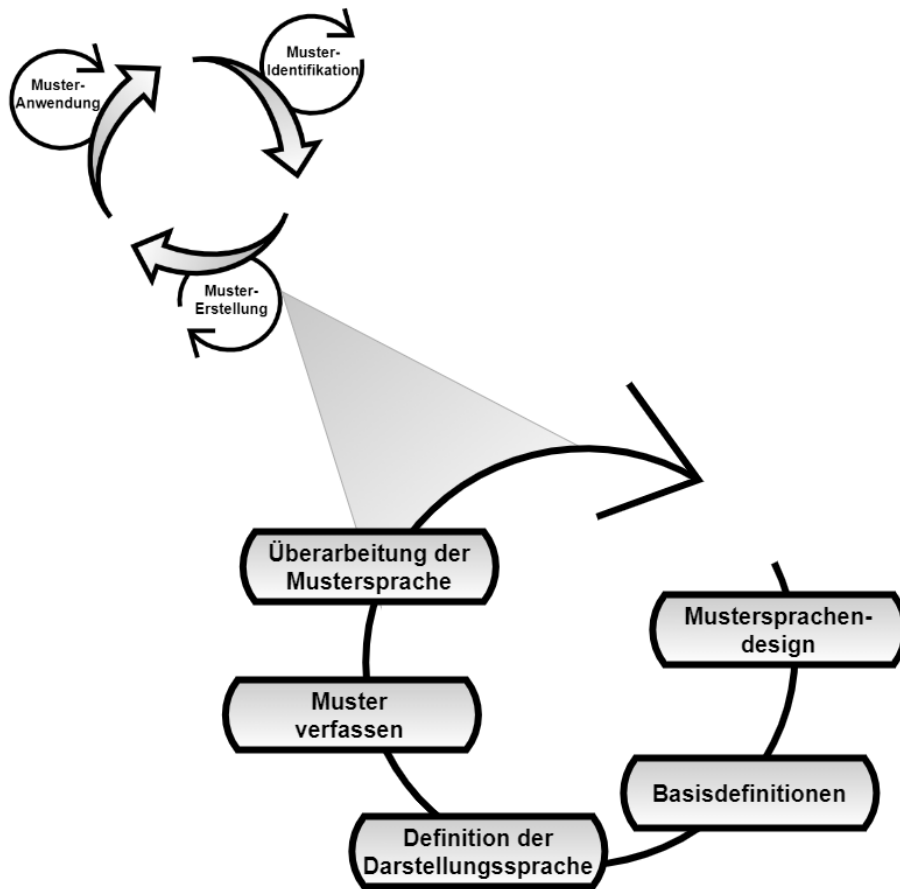 Muster-
Identifikation
Muster-
Anwendung
Muster-
Erstellung
Überarbeitung der
Mustersprache
Mustersprachen-
design
Muster
verfassen
Basisdefinitionen
Definition der
Darstellungssprache